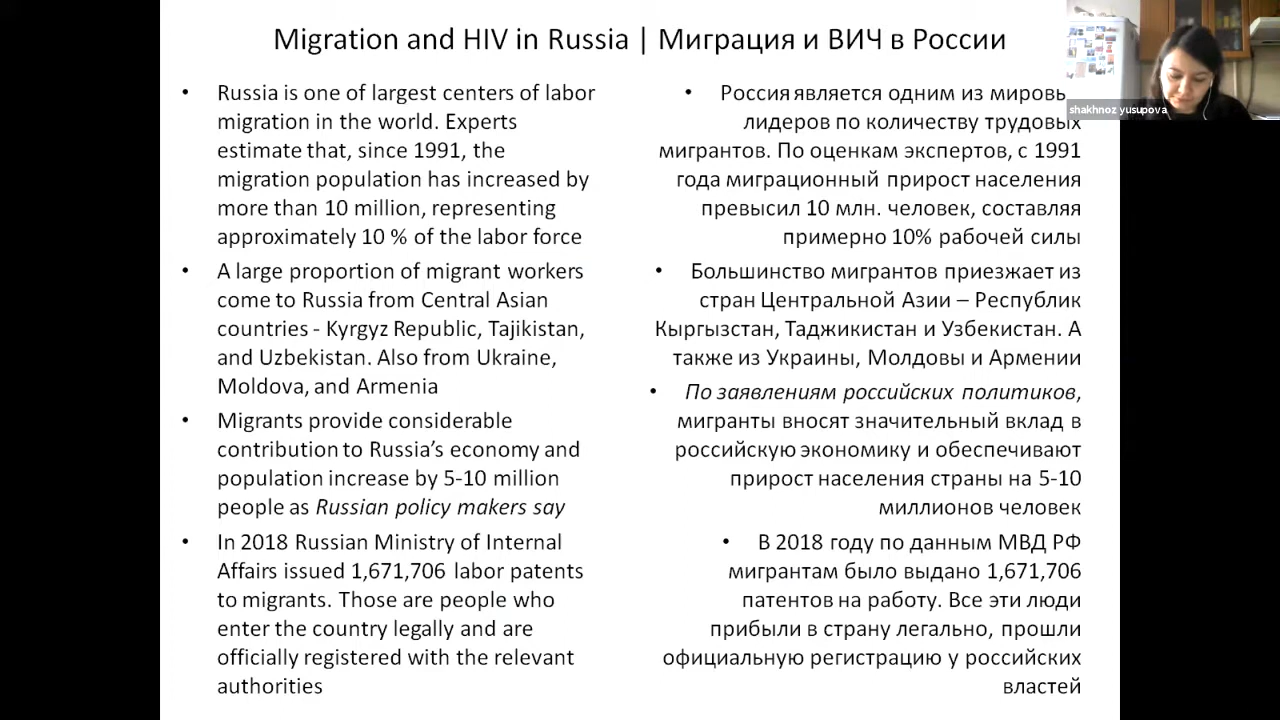 Migration and HIV in Russia | Миграция и ВИЧ в России
• Russia is one of largest centers of labor
migration in the world. Experts
estimate that, since 1991, the
migration population has increased by
more than 10 million, representing
approximately 10 % of the labor force
• A large proportion of migrant workers
come to Russia from Central Asian
countries - Kyrgyz Republic, Tajikistan,
and Uzbekistan. Also from Ukraine,
Moldova, and Armenia
• Migrants provide considerable
contribution to Russia’s economy and
population increase by 5-10 million
people as Russian policy makers say
• In 2018 Russian Ministry of Internal
Affairs issued 1,671,706 labor patents
to migrants. Those are people who
enter the country legally and are
officially registered with the relevant
authorities
• Россия является одним из
лидеров по количеству трудовых
мигрантов. По оценкам экспертов, с 1991
года миграционный прирост населения
превысил 10 млн. человек, составляя
примерно 10% рабочей силы
• Большинство мигрантов приезжает из
стран Центральной Азии – Республик
Кыргызстан, Таджикистан и Узбекистан. А
также из Украины, Молдовы и Армении
• По заявлениям российских политиков,
мигранты вносят значительный вклад в
российскую экономику и обеспечивают
прирост населения страны на 5-10
миллионов человек
• В 2018 году по данным МВД РФ
мигрантам было выдано 1,671,706
патентов на работу. Все эти люди
прибыли в страну легально, прошли
официальную регистрацию у российских
властей
shakhnoz yusupova